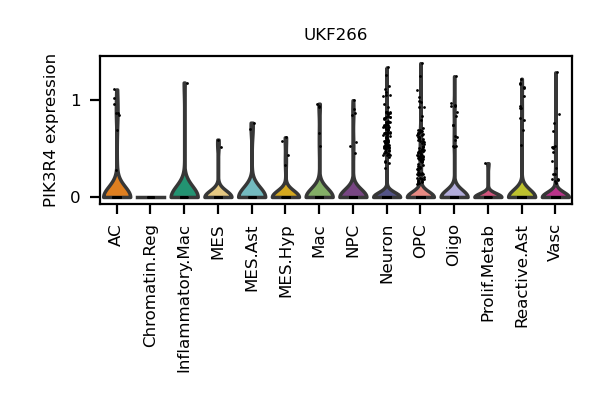 UKF266
PIK3R4 expression
1
0
AC
Chromatin.Reg
Inflammatory.Mac
MES
MES.Ast
MES.Hyp
Mac
NPC
Neuron
OPC
Oligo
Prolif.Metab
Reactive.Ast
Vasc